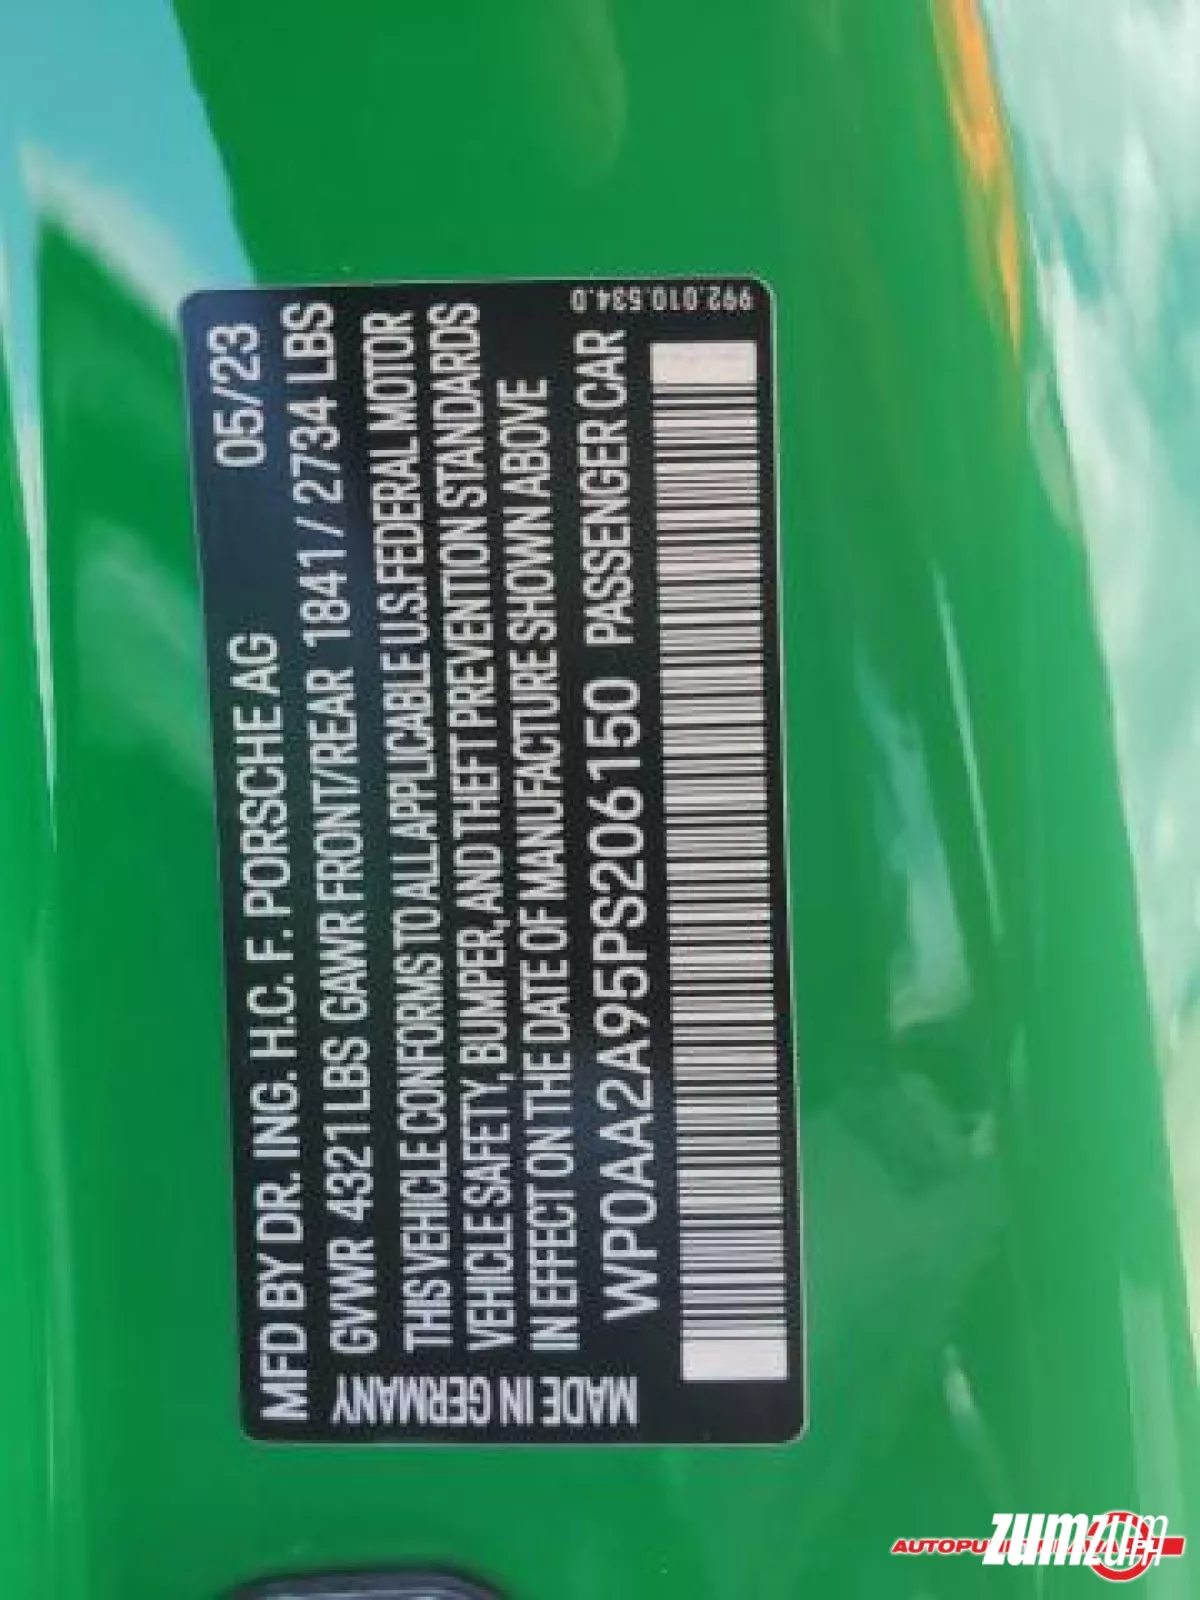 MFD BY DR. ING. H.C. F. PORSCHE AG 05/23
GVWR 4321 LBS GAWR FRONT/REAR 1841 / 2734 LBS
THIS VEHICLE CONFORMS TO ALL APPLICABLE U.S. FEDERAL MOTOR
VEHICLE SAFETY, BUMPER, AND THEFT PREVENTION STANDARDS
IN EFFECT ON THE DATE OF MANUFACTURE SHOWN ABOVE
WP0AA2A95PS206150 PASSENGER CAR
MADE IN GERMANY
992.010.534.0
zumzum